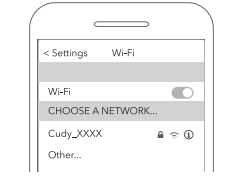 < Settings Wi-Fi
Wi-Fi
CHOOSE A NETWORK...
Cudy_XXXX
Other...